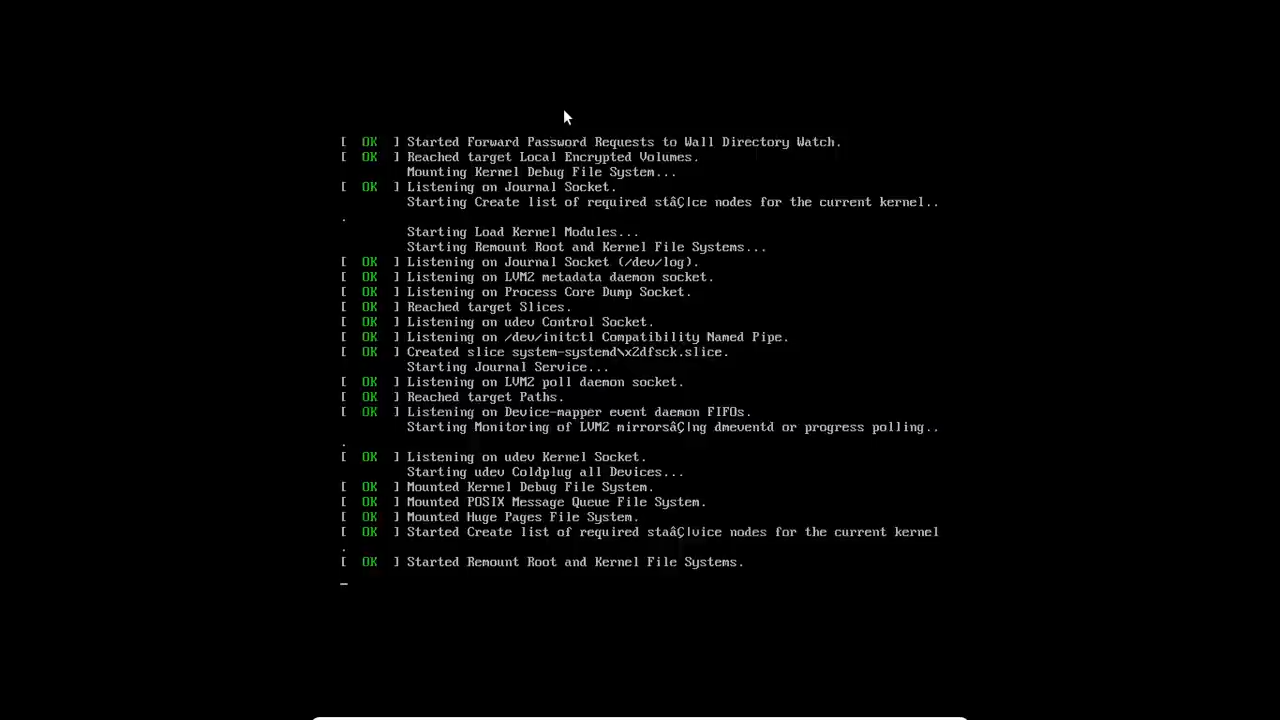 [  OK  ] Started Forward Password Requests to Wall Directory Watch.
[  OK  ] Reached target Local Encrypted Volumes.
Mounting Kernel Debug File System...
[  OK  ] Listening on Journal Socket.
Starting Create list of required stâÇ¦ce nodes for the current kernel..
.
Starting Load Kernel Modules...
Starting Remount Root and Kernel File Systems...
[  OK  ] Listening on Journal Socket (/dev/log).
[  OK  ] Listening on LVM2 metadata daemon socket.
[  OK  ] Listening on Process Core Dump Socket.
[  OK  ] Reached target Slices.
[  OK  ] Listening on udev Control Socket.
[  OK  ] Listening on /dev/initctl Compatibility Named Pipe.
[  OK  ] Created slice system-systemd\x2dfsck.slice.
Starting Journal Service...
[  OK  ] Listening on LVM2 poll daemon socket.
[  OK  ] Reached target Paths.
[  OK  ] Listening on Device-mapper event daemon FIFOs.
Starting Monitoring of LVM2 mirrorsâÇ¦ng dmeventd or progress polling..
.
[  OK  ] Listening on udev Kernel Socket.
Starting udev Coldplug all Devices...
[  OK  ] Mounted Kernel Debug File System.
[  OK  ] Mounted POSIX Message Queue File System.
[  OK  ] Mounted Huge Pages File System.
[  OK  ] Started Create list of required staâÇ¦vice nodes for the current kernel
.
[  OK  ] Started Remount Root and Kernel File Systems.
_